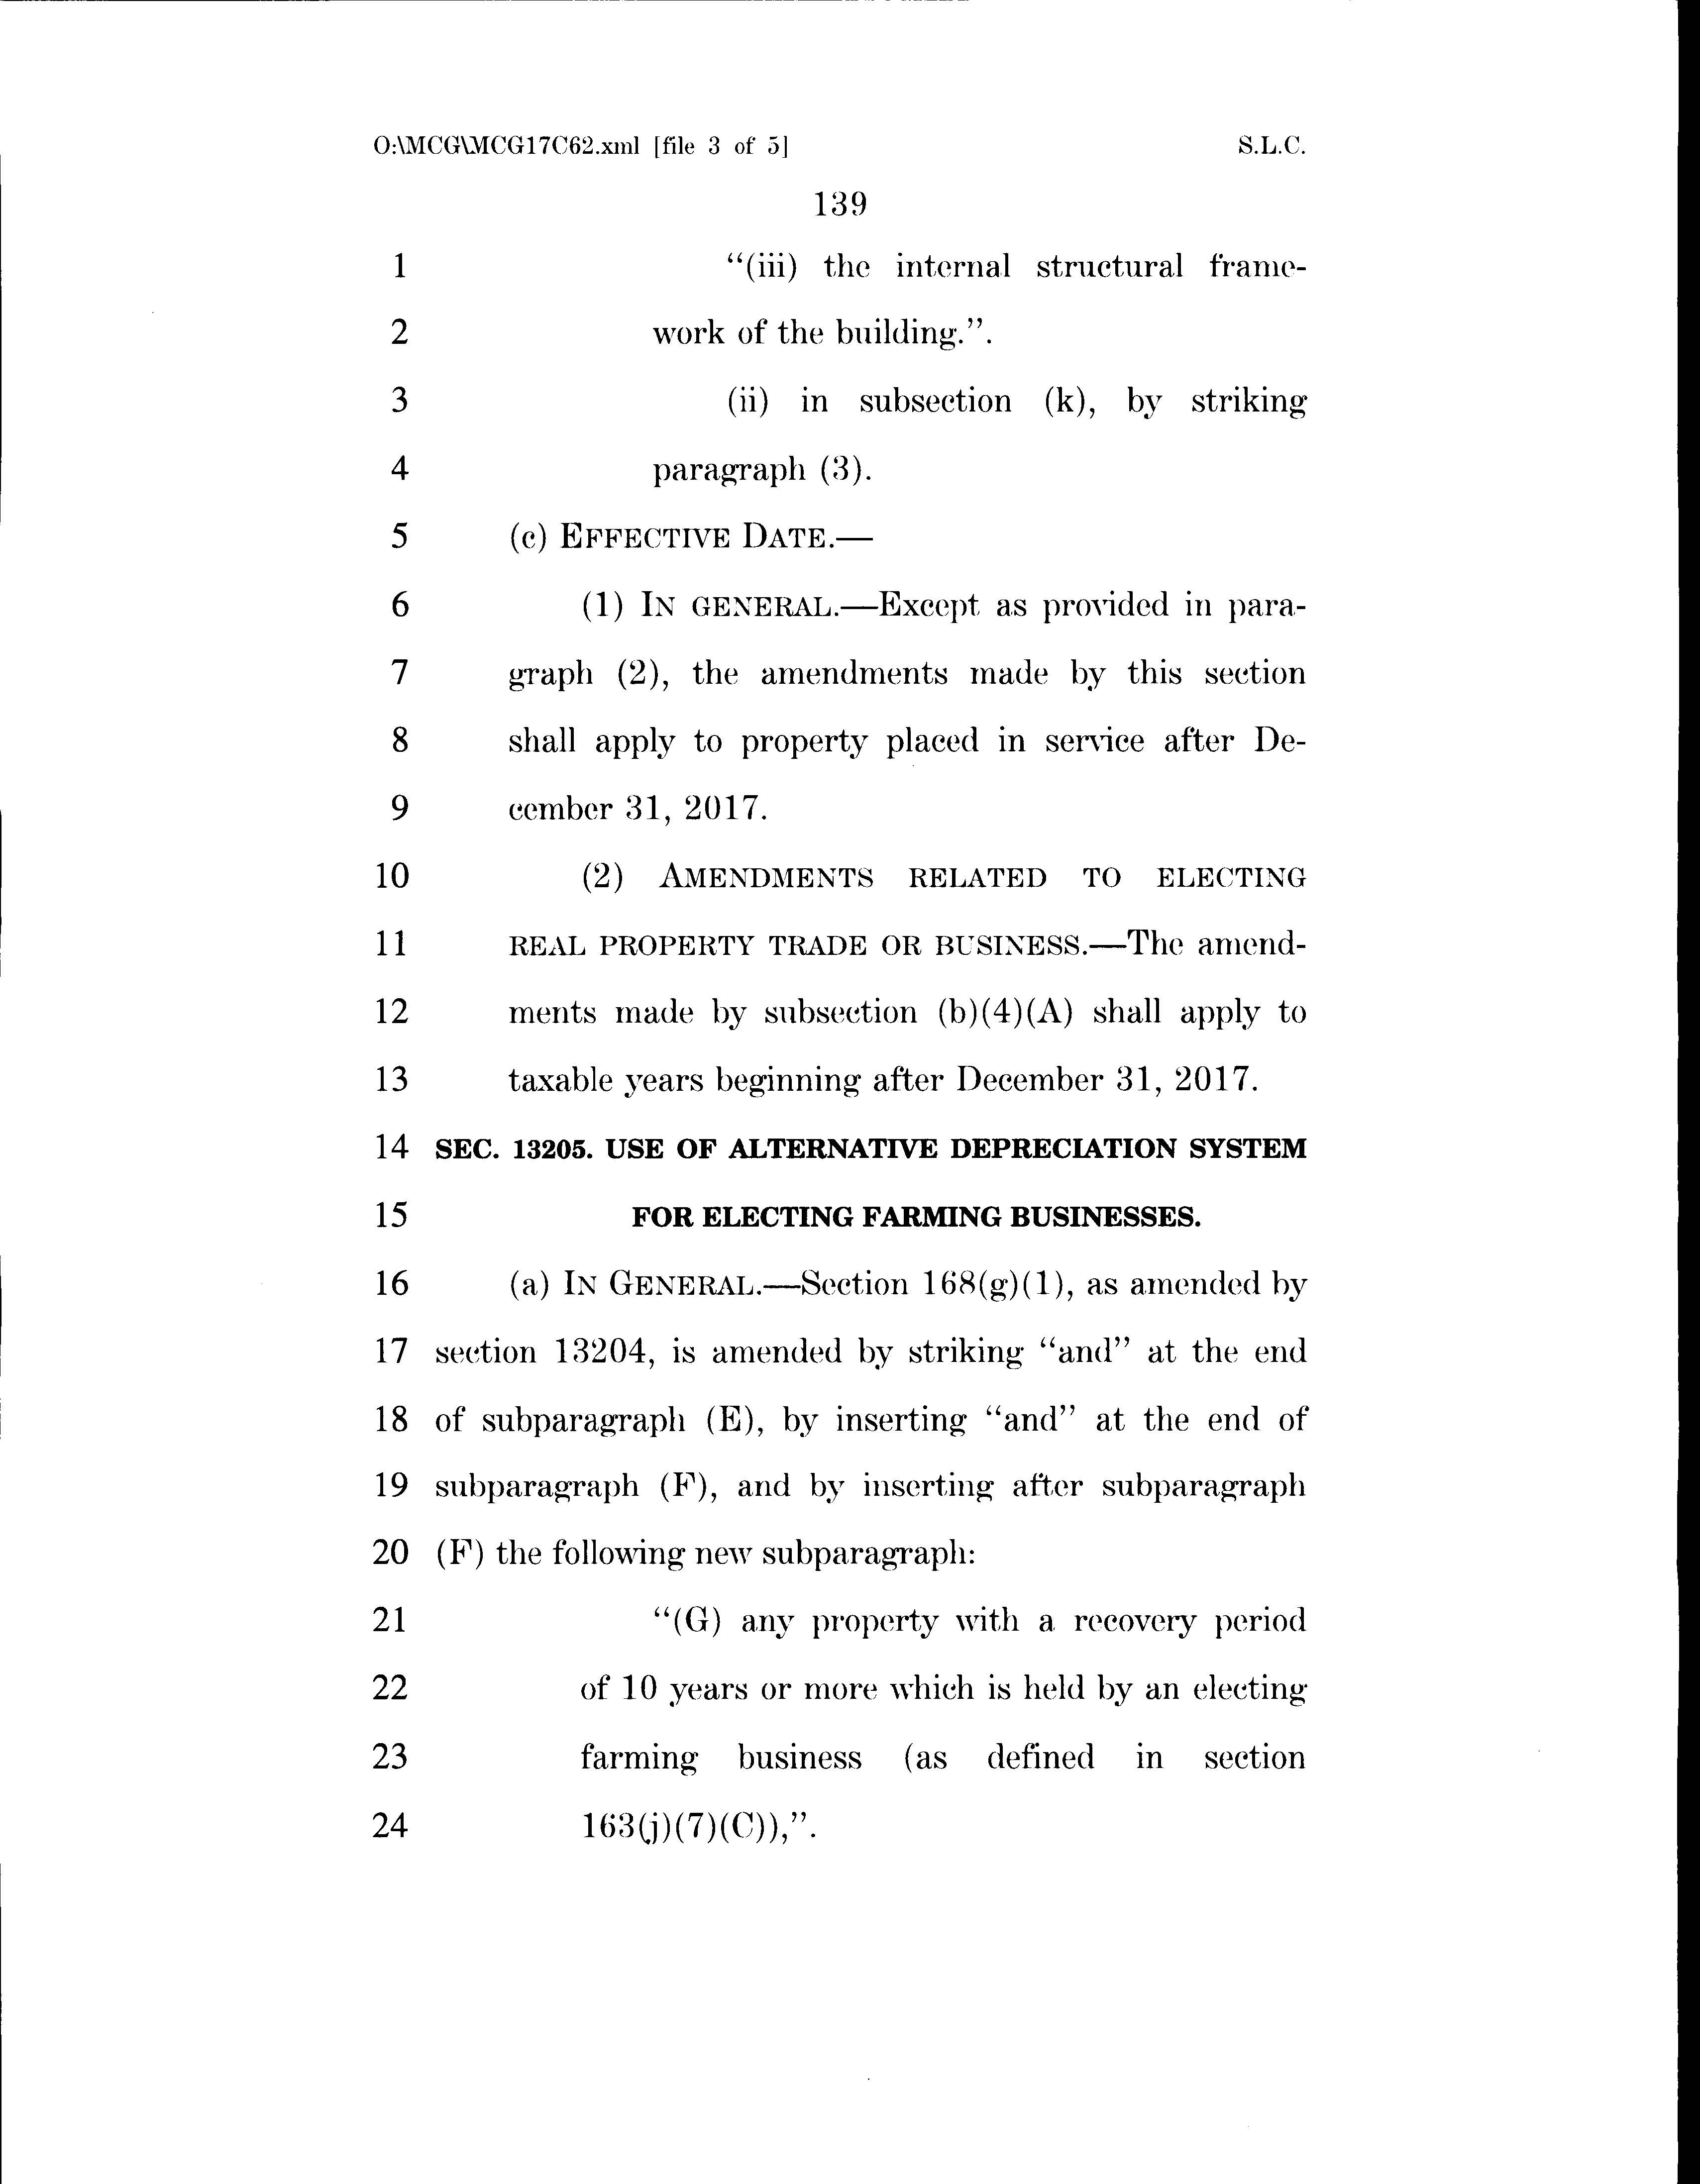 O:\MCG\MCG17C62.xml [file 3 of 5] S.L.C.
139
1 “(iii) the internal structural frame-
2 work of the building.”.
3 (ii) in subsection (k), by striking
4 paragraph (3).
5 (c) EFFECTIVE DATE.—
6 (1) IN GENERAL.—Except as provided in para-
7 graph (2), the amendments made by this section
8 shall apply to property placed in service after De-
9 cember 31, 2017.
10 (2) AMENDMENTS RELATED TO ELECTING
11 REAL PROPERTY TRADE OR BUSINESS.—The amend-
12 ments made by subsection (b)(4)(A) shall apply to
13 taxable years beginning after December 31, 2017.
14 SEC. 13205. USE OF ALTERNATIVE DEPRECIATION SYSTEM
15 FOR ELECTING FARMING BUSINESSES.
16 (a) IN GENERAL.—Section 168(g)(1), as amended by
17 section 13204, is amended by striking “and” at the end
18 of subparagraph (E), by inserting “and” at the end of
19 subparagraph (F), and by inserting after subparagraph
20 (F) the following new subparagraph:
21 “(G) any property with a recovery period
22 of 10 years or more which is held by an electing
23 farming business (as defined in section
24 163(j)(7)(C)),”.